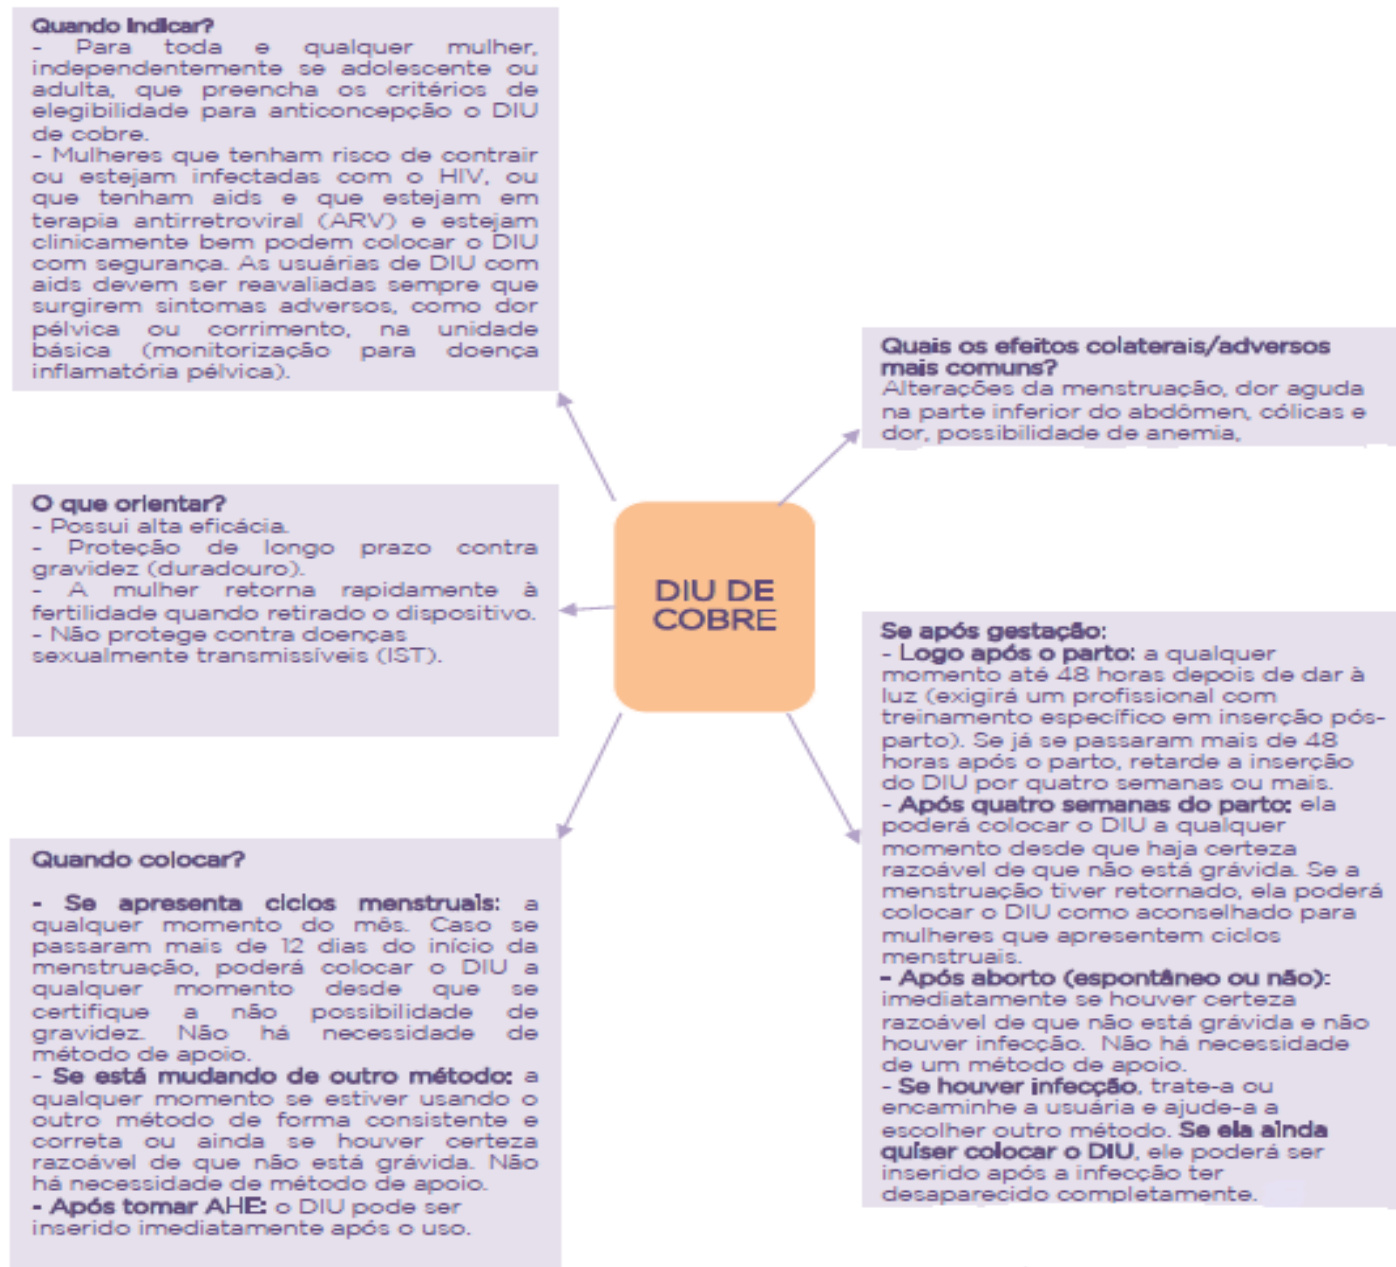 Quando indicar?
- Para toda e qualquer mulher,
independentemente se adolescente ou
adulta, que preencha os critérios de
elegibilidade para anticoncepção o DIU
de cobre.
- Mulheres que tenham risco de contrair
ou estejam infectadas com o HIV, ou
que tenham aids e que estejam em
terapia antirretroviral (ARV) e estejam
clinicamente bem podem colocar o DIU
com segurança. As usuárias de DIU com
aids devem ser reavaliadas sempre que
surgirem sintomas adversos, como dor
pélvica ou corrimento, na unidade
básica (monitorização para doença
inflamatória pélvica).
Quais os efeitos colaterais/adversos
mais comuns?
Alterações da menstruação, dor aguda
na parte inferior do abdômen, cólicas e
dor, possibilidade de anemia,
O que orientar?
- Possui alta eficácia.
- Proteção de longo prazo contra
gravidez (duradouro).
- A mulher retorna rapidamente à
fertilidade quando retirado o dispositivo.
- Não protege contra doenças
sexualmente transmissíveis (IST).
DIU DE
COBRE
Se após gestação:
- Logo após o parto: a qualquer
momento até 48 horas depois de dar à
luz (exigirá um profissional com
treinamento específico em inserção pós-
parto). Se já se passaram mais de 48
horas após o parto, retarde a inserção
do DIU por quatro semanas ou mais.
- Após quatro semanas do parto: ela
poderá colocar o DIU a qualquer
momento desde que haja certeza
razoável de que não está grávida. Se a
menstruação tiver retornado, ela poderá
colocar o DIU como aconselhado para
mulheres que apresentem ciclos
menstruais.
- Após aborto (espontâneo ou não):
imediatamente se houver certeza
razoável de que não está grávida e não
houver infecção. Não há necessidade
de um método de apoio.
- Se houver infecção, trate-a ou
encaminhe a usuária e ajude-a a
escolher outro método. Se ela ainda
quiser colocar o DIU, ele poderá ser
inserido após a infecção ter
desaparecido completamente.
Quando colocar?
- Se apresenta ciclos menstruais: a
qualquer momento do mês. Caso se
passaram mais de 12 dias do início da
menstruação, poderá colocar o DIU a
qualquer momento desde que se
certifique a não possibilidade de
gravidez. Não há necessidade de
método de apoio.
- Se está mudando de outro método: a
qualquer momento se estiver usando o
outro método de forma consistente e
correta ou ainda se houver certeza
razoável de que não está grávida. Não
há necessidade de método de apoio.
- Após tomar AHE: o DIU pode ser
inserido imediatamente após o uso.